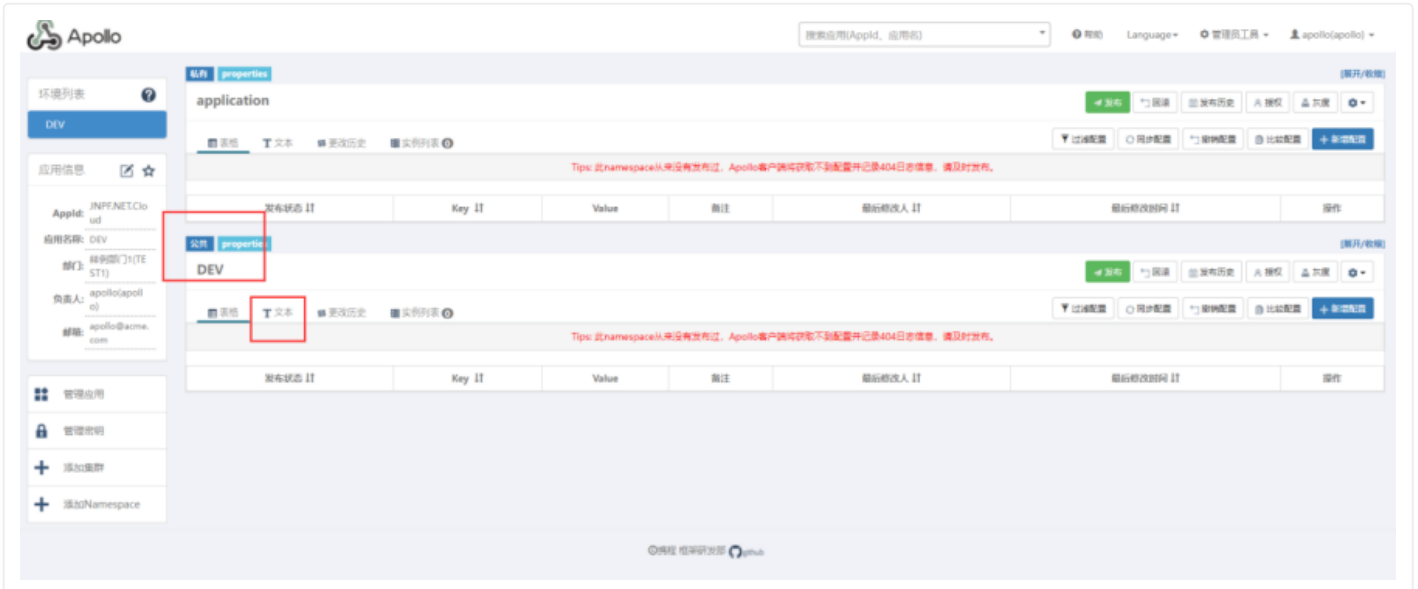 Apollo
搜索应用(AppId、应用名)
帮助
Language
管理员工具
apollo(apollo)
环境列表
DEV
应用信息
AppId: JNPF.NET.Cloud
应用名称: DEV
部门: 样例部门1(TEST1)
负责人: apollo(apollo)
邮箱: apollo@acme.com
管理应用
管理密钥
添加集群
添加Namespace
私有 properties [展开/收缩]
application
发布 回滚 发布历史 授权 灰度
表格 文本 更改历史 实例列表 0
过滤配置 同步配置 撤销配置 比较配置 新增配置
Tips: 此namespace从来没有发布过，Apollo客户端将获取不到配置并记录404日志信息，请及时发布。
发布状态 Key Value 备注 最后修改人 最后修改时间 操作
公共 properties [展开/收缩]
DEV
发布 回滚 发布历史 授权 灰度
表格 文本 更改历史 实例列表 0
过滤配置 同步配置 撤销配置 比较配置 新增配置
Tips: 此namespace从来没有发布过，Apollo客户端将获取不到配置并记录404日志信息，请及时发布。
发布状态 Key Value 备注 最后修改人 最后修改时间 操作
©携程 框架研发部 github